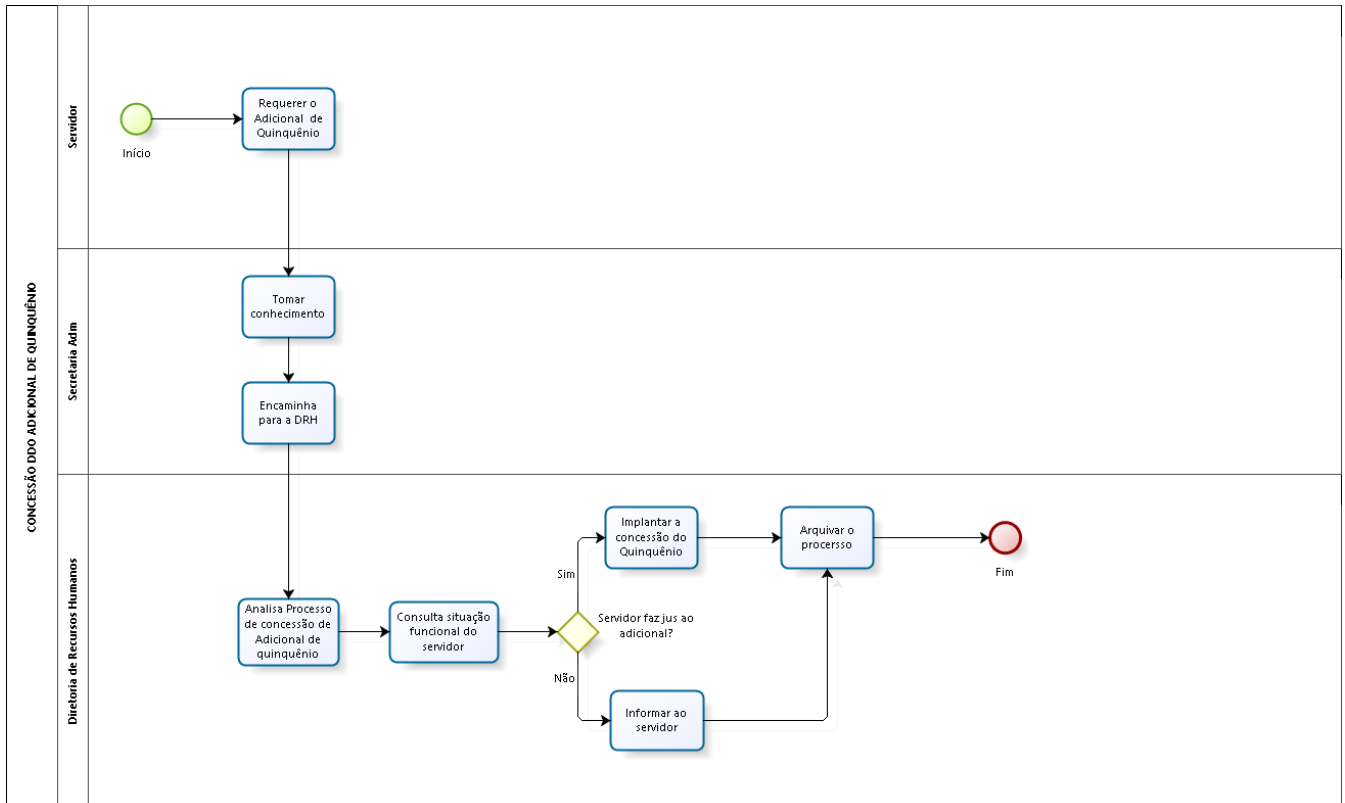 CONCESSÃO DDO ADICIONAL DE QUINQUÊNIO
Servidor
Início
Requerer o
Adicional de
Quinquênio
Secretaria Adm
Tomar
conhecimento
Encaminha
para a DRH
Diretoria de Recursos Humanos
Analisa Processo
de concessão de
Adicional de
quinquênio
Consulta situação
funcional do
servidor
Servidor faz jus ao
adicional?
Sim
Implantar a
concessão do
Quinquênio
Não
Informar ao
servidor
Arquivar o
procersso
Fim